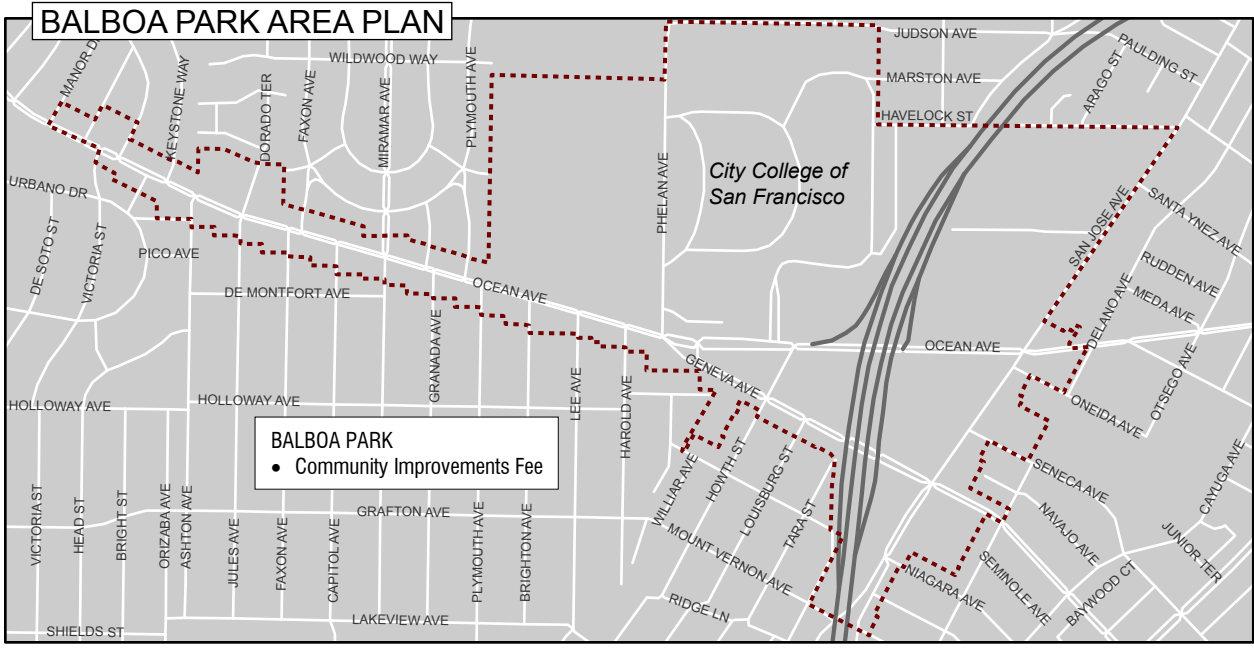 BALBOA PARK AREA PLAN
MANOR DR
KEYSTONE WAY
WILDWOOD WAY
DORADO TER
FAXON AVE
MIRAMAR AVE
PLYMOUTH AVE
JUDSON AVE
PAULDING ST
MARSTON AVE
ARAGO ST
HAVELOCK ST
PHELAN AVE
City College of
San Francisco
URBANO DR
DE SOTO ST
VICTORIA ST
PICO AVE
DE MONTFORT AVE
OCEAN AVE
SAN JOSE AVE
SANTA YNEZ AVE
RUDDEN AVE
MEDA AVE
DELANO AVE
OCEAN AVE
OTSEGO AVE
ONEIDA AVE
GRANADA AVE
GENEVA AVE
LEE AVE
HAROLD AVE
HOLLOWAY AVE
HOLLOWAY AVE
BALBOA PARK
• Community Improvements Fee
WILLIAR AVE
HOWTH ST
LOUISBURG ST
TARA ST
SENECA AVE
CAYUGA AVE
NAVAJO AVE
JUNIOR TER
VICTORIA ST
HEAD ST
BRIGHT ST
ORIZABA AVE
ASHTON AVE
JULES AVE
FAXON AVE
CAPITOL AVE
GRAFTON AVE
PLYMOUTH AVE
BRIGHTON AVE
MOUNT VERNON AVE
NIAGARA AVE
SEMINOLE AVE
BAYWOOD CT
RIDGE LN
LAKEVIEW AVE
SHIELDS ST